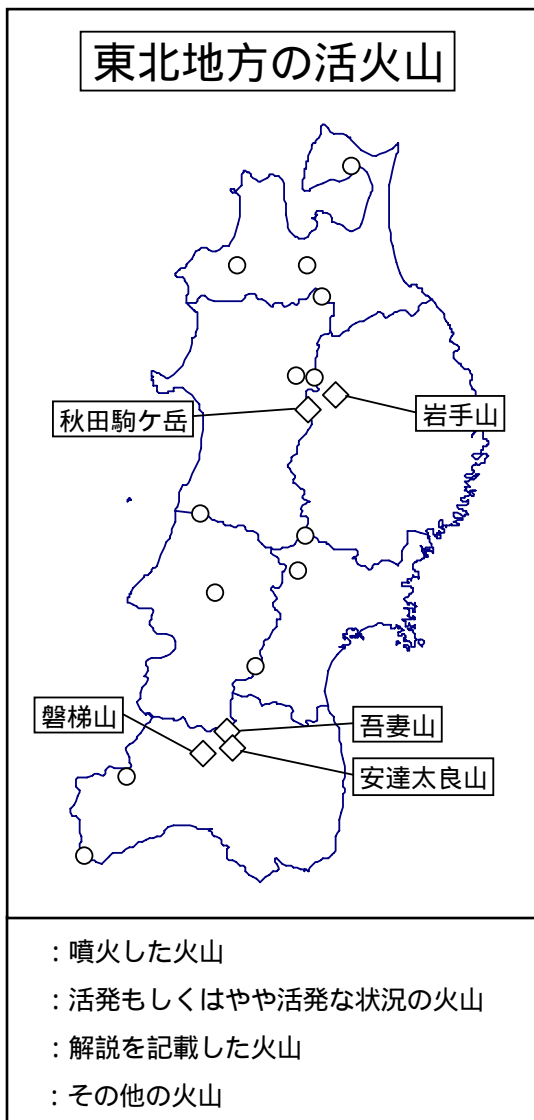 東北地方の活火山
秋田駒ケ岳
岩手山
磐梯山
吾妻山
安達太良山
：噴火した火山
：活発もしくはやや活発な状況の火山
：解説を記載した火山
：その他の火山